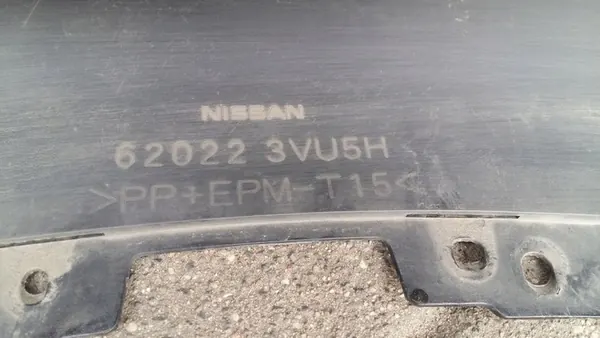 NISSAN
62022 3VU5H
>PP+EPM-T15<